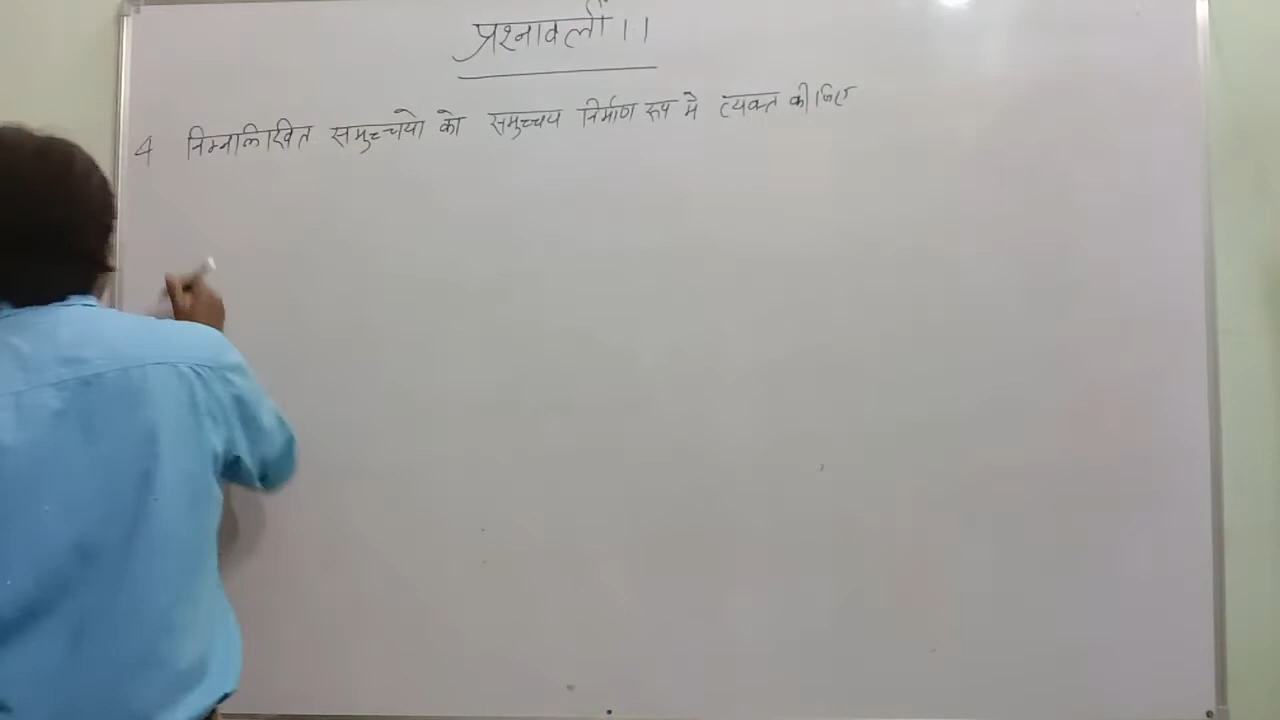 प्रश्नावली 1.1
4 निम्नलिखित समुच्चयो को समुच्चय निर्माण रूप मे व्यक्त कीजिए